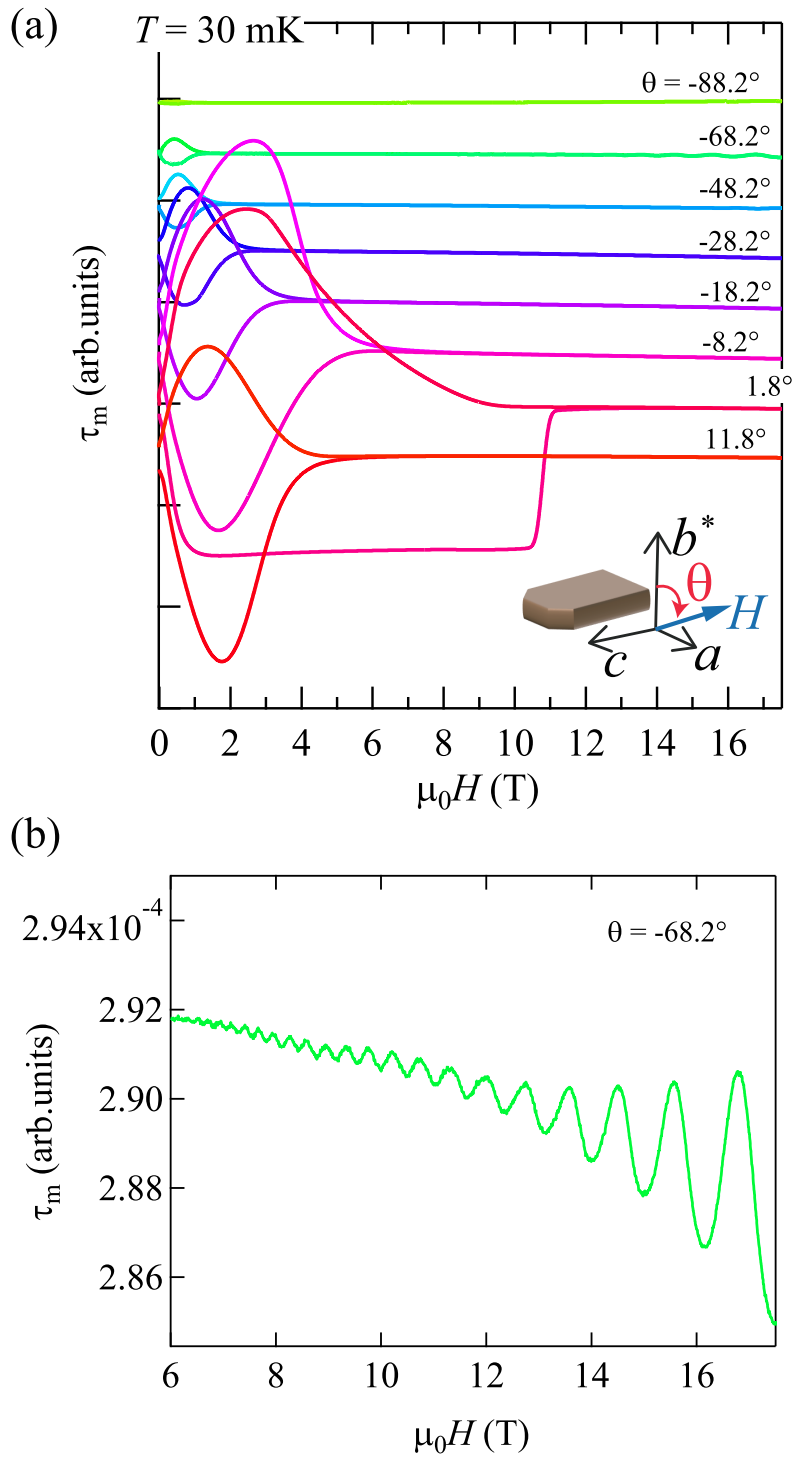 (a)
T = 30 mK
θ = -88.2°
-68.2°
-48.2°
-28.2°
-18.2°
-8.2°
1.8°
11.8°
τm (arb.units)
b*
θ
H
c
a
0 2 4 6 8 10 12 14 16
μ0H (T)
(b)
2.94x10-4
θ = -68.2°
2.92
2.90
2.88
2.86
τm (arb.units)
6 8 10 12 14 16
μ0H (T)